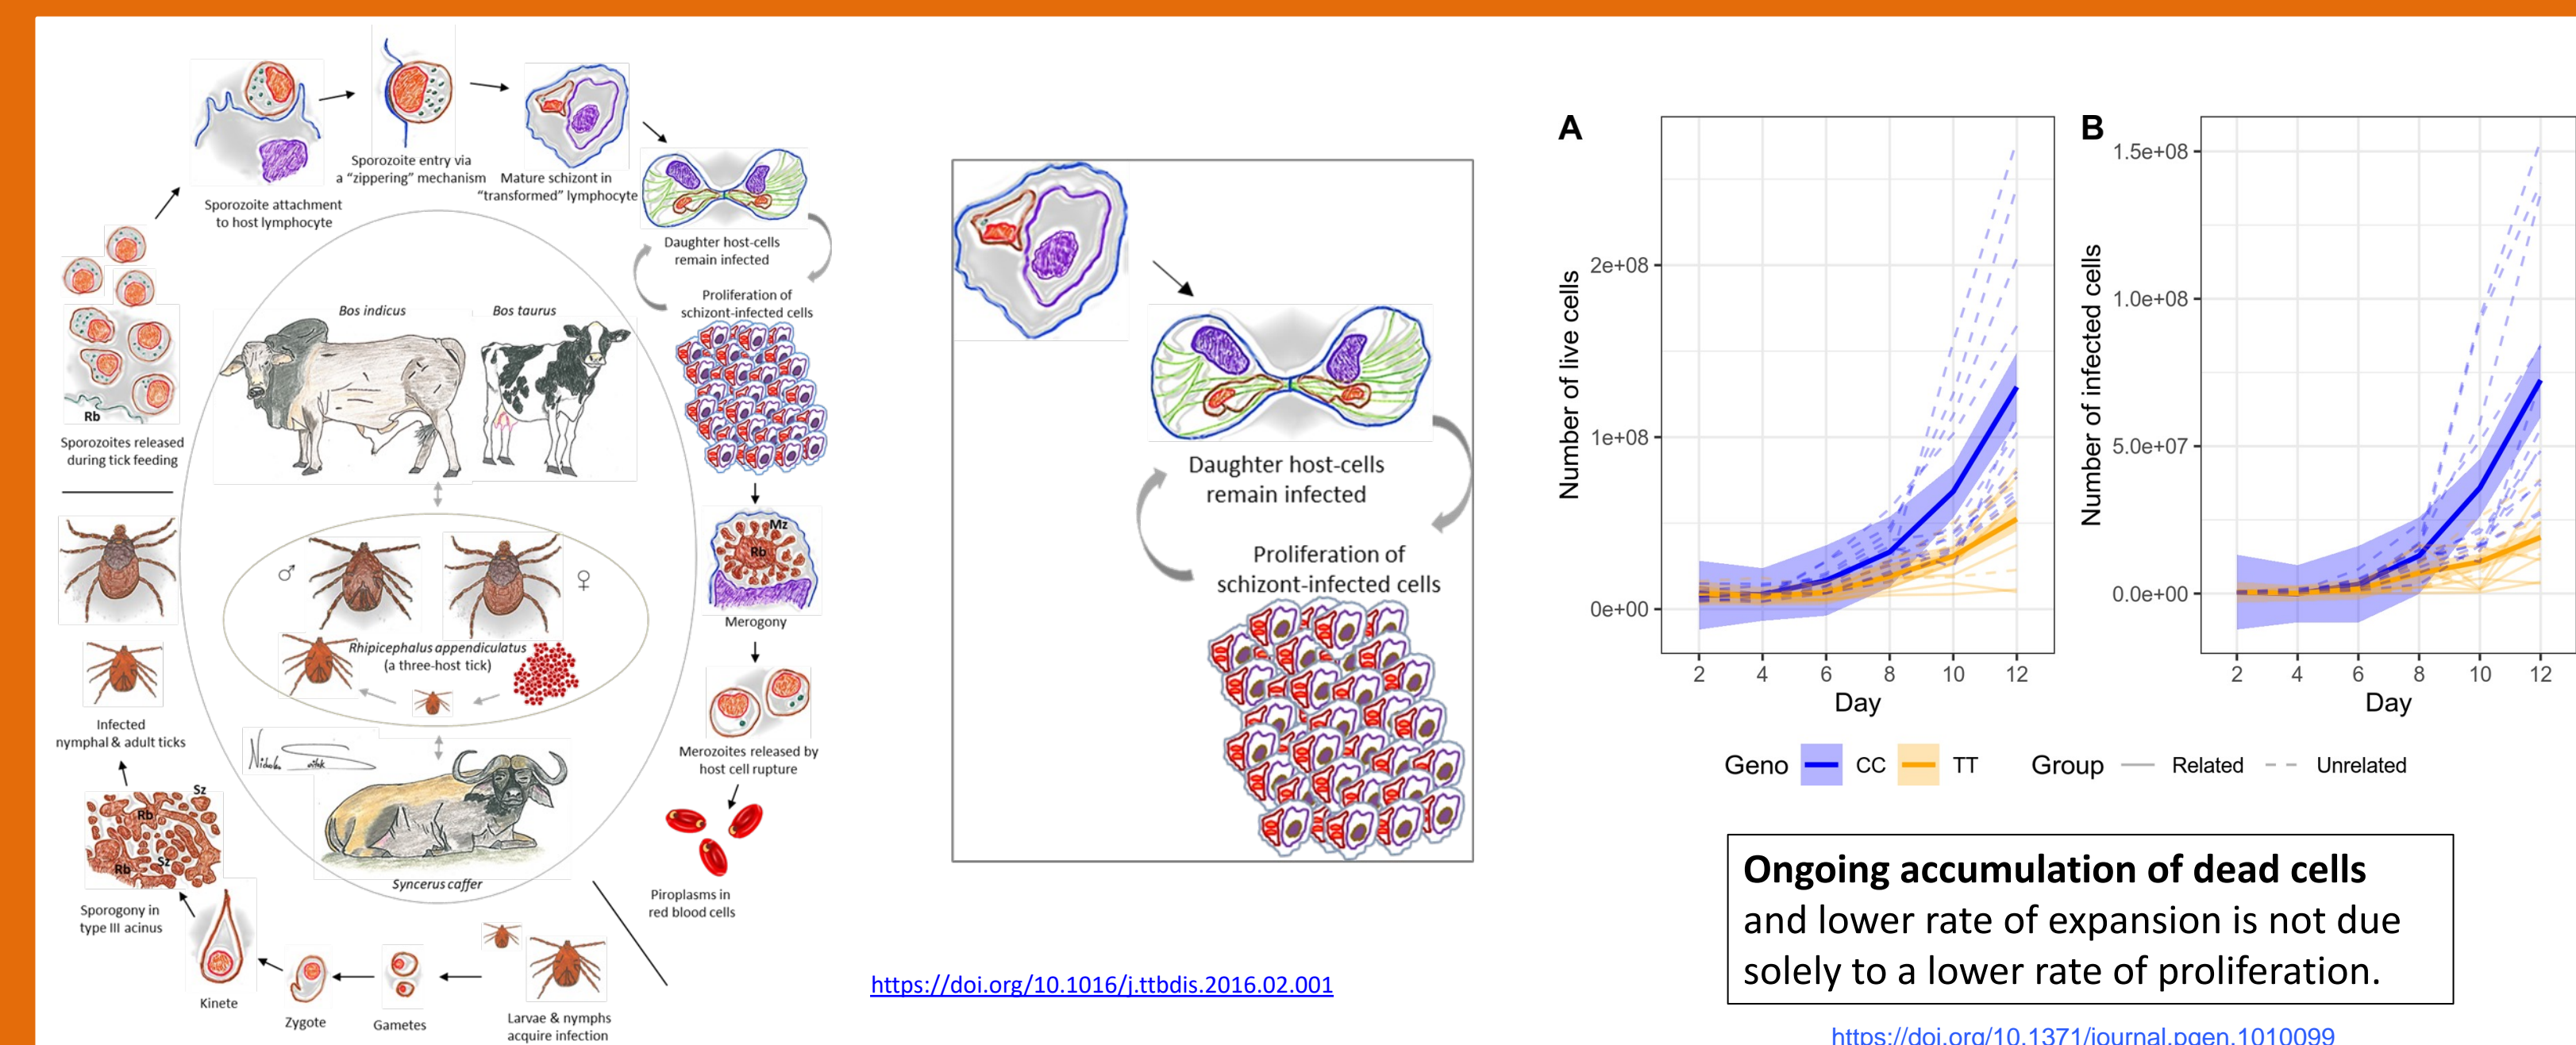 Sporozoite entry via
a “zippering” mechanism
Mature schizont in
“transformed” lymphocyte
Sporozoite attachment
to host lymphocyte
Daughter host-cells
remain infected
Proliferation of
schizont-infected cells
Rb
Sporozoites released
during tick feeding
Bos indicus
Bos taurus
♂
♀
Rhipicephalus appendiculatus
(a three-host tick)
Mz
Rb
Merogony
Infected
nymphal & adult ticks
Merozoites released by
host cell rupture
Syncerus caffer
Sz
Rb
Sz
Rb
Sporogony in
type III acinus
Piroplasms in
red blood cells
Kinete
Zygote
Gametes
Larvae & nymphs
acquire infection
Daughter host-cells
remain infected
Proliferation of
schizont-infected cells
https://doi.org/10.1016/j.ttbdis.2016.02.001
A
Number of live cells
2e+08
1e+08
0e+00
2 4 6 8 10 12
Day
B
Number of infected cells
1.5e+08
1.0e+08
5.0e+07
0.0e+00
2 4 6 8 10 12
Day
Geno CC TT Group Related Unrelated
Ongoing accumulation of dead cells
and lower rate of expansion is not due
solely to a lower rate of proliferation.
https://doi.org/10.1371/journal.pgen.1010099